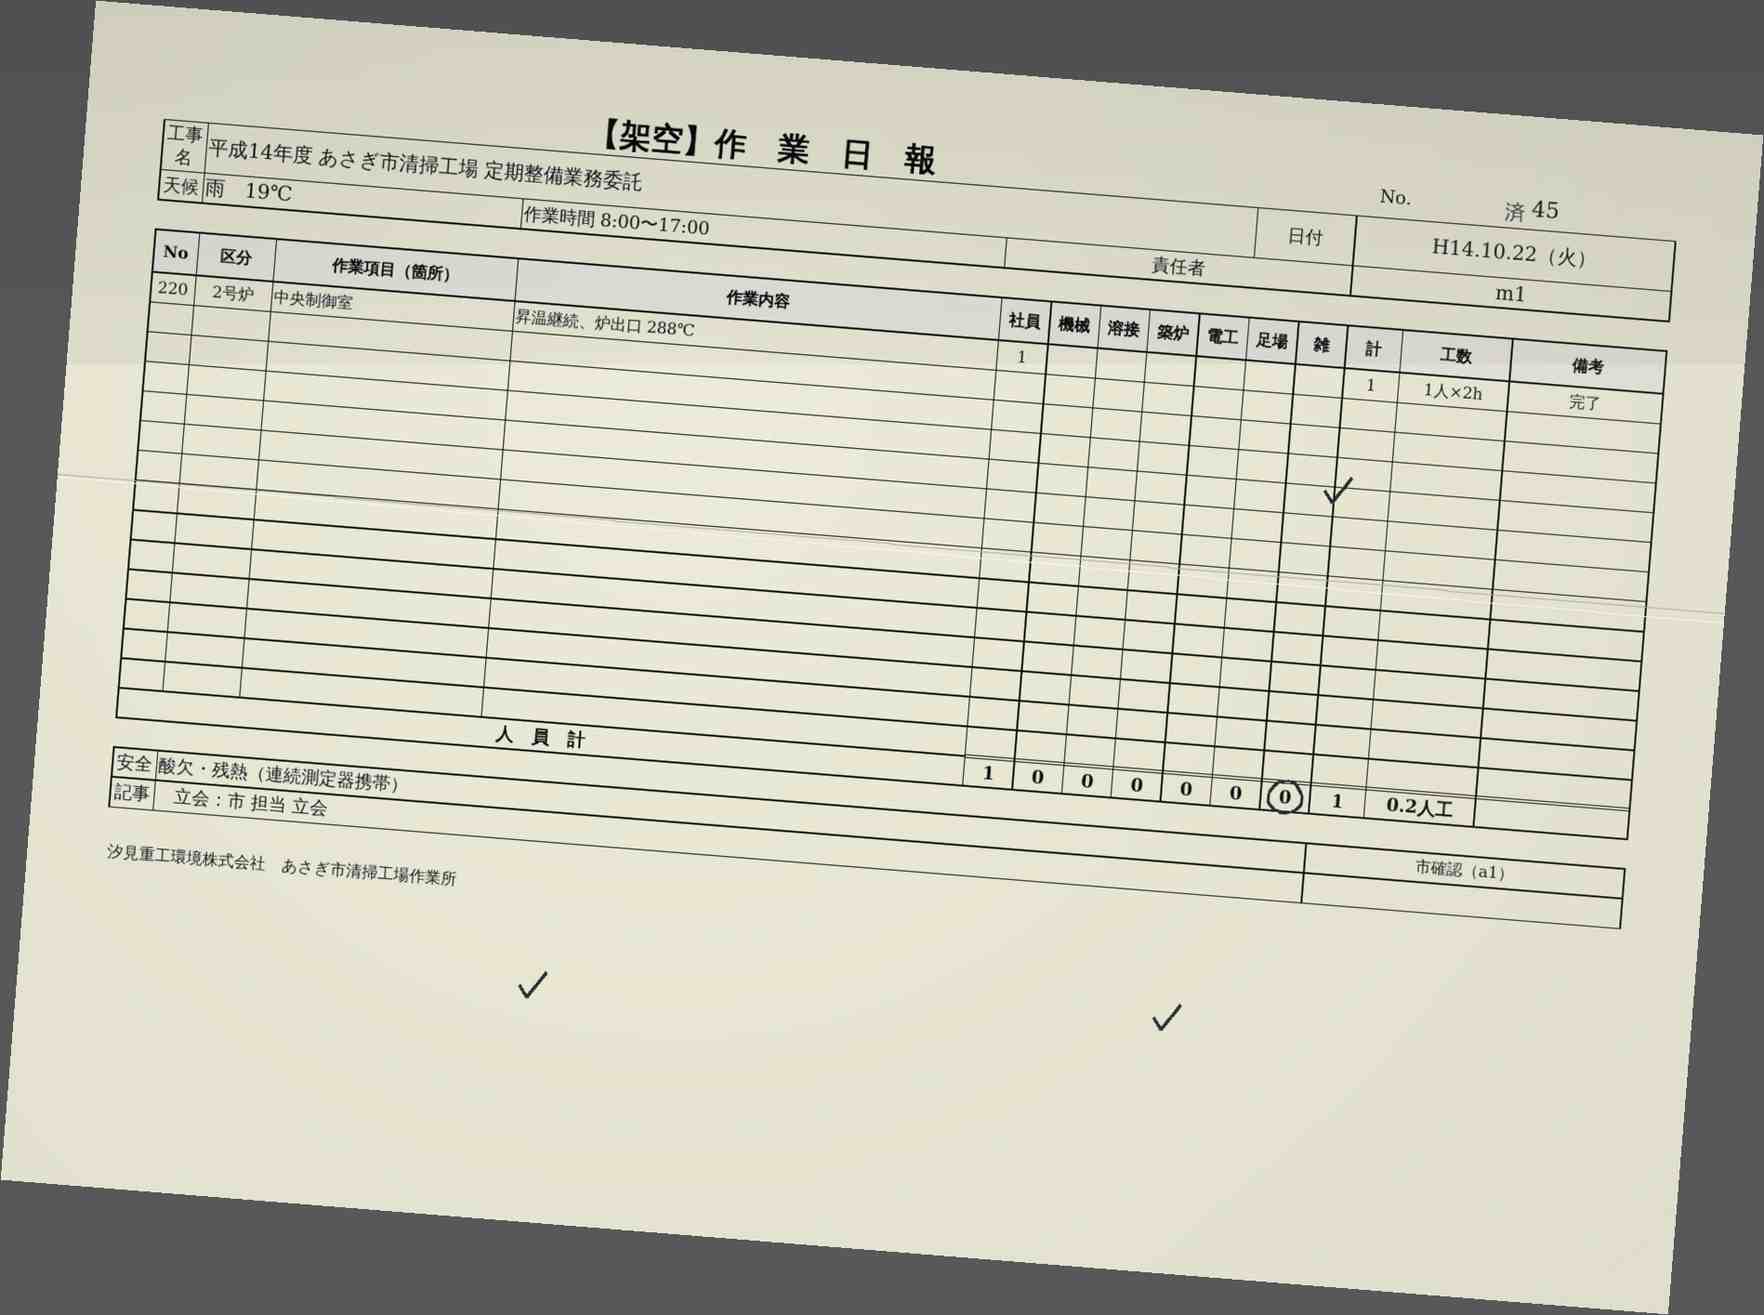 【架空】作 業 日 報
No. 済 45
工事名 平成14年度 あさぎ市清掃工場 定期整備業務委託 日付 H14.10.22（火）
天候 雨 19℃ 作業時間 8:00〜17:00 責任者 m1
No 区分 作業項目（箇所） 作業内容 社員 機械 溶接 築炉 電工 足場 雑 計 工数 備考
220 2号炉 中央制御室 昇温継続、炉出口 288℃ 1 1 1人×2h 完了
人 員 計 1 0 0 0 0 0 0 1 0.2人工
安全 酸欠・残熱（連続測定器携帯） 市確認（a1）
記事 立会：市 担当 立会
汐見重工環境株式会社 あさぎ市清掃工場作業所